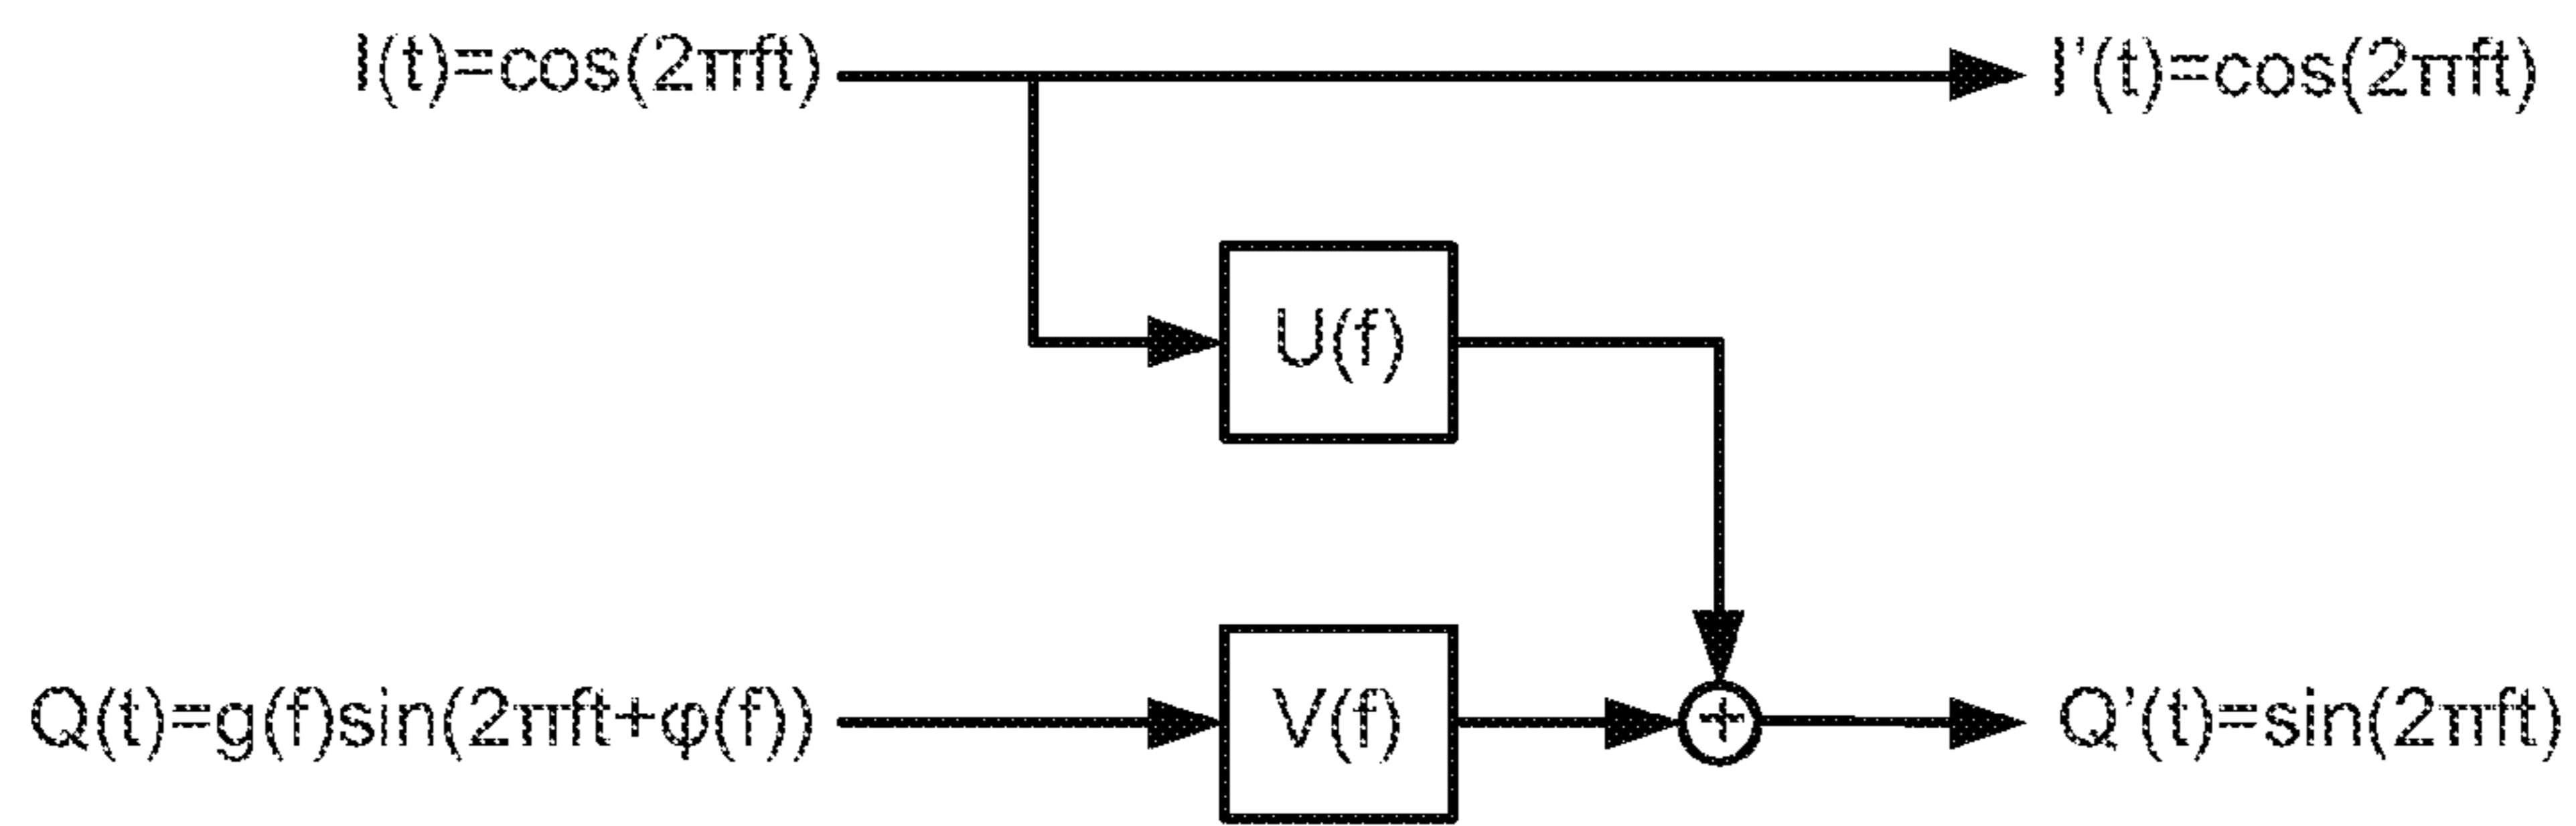 I(t)=cos(2πft)
I’(t)=cos(2πft)
U(f)
Q(t)=g(f)sin(2πft+φ(f))
V(f)
+
Q’(t)=sin(2πft)